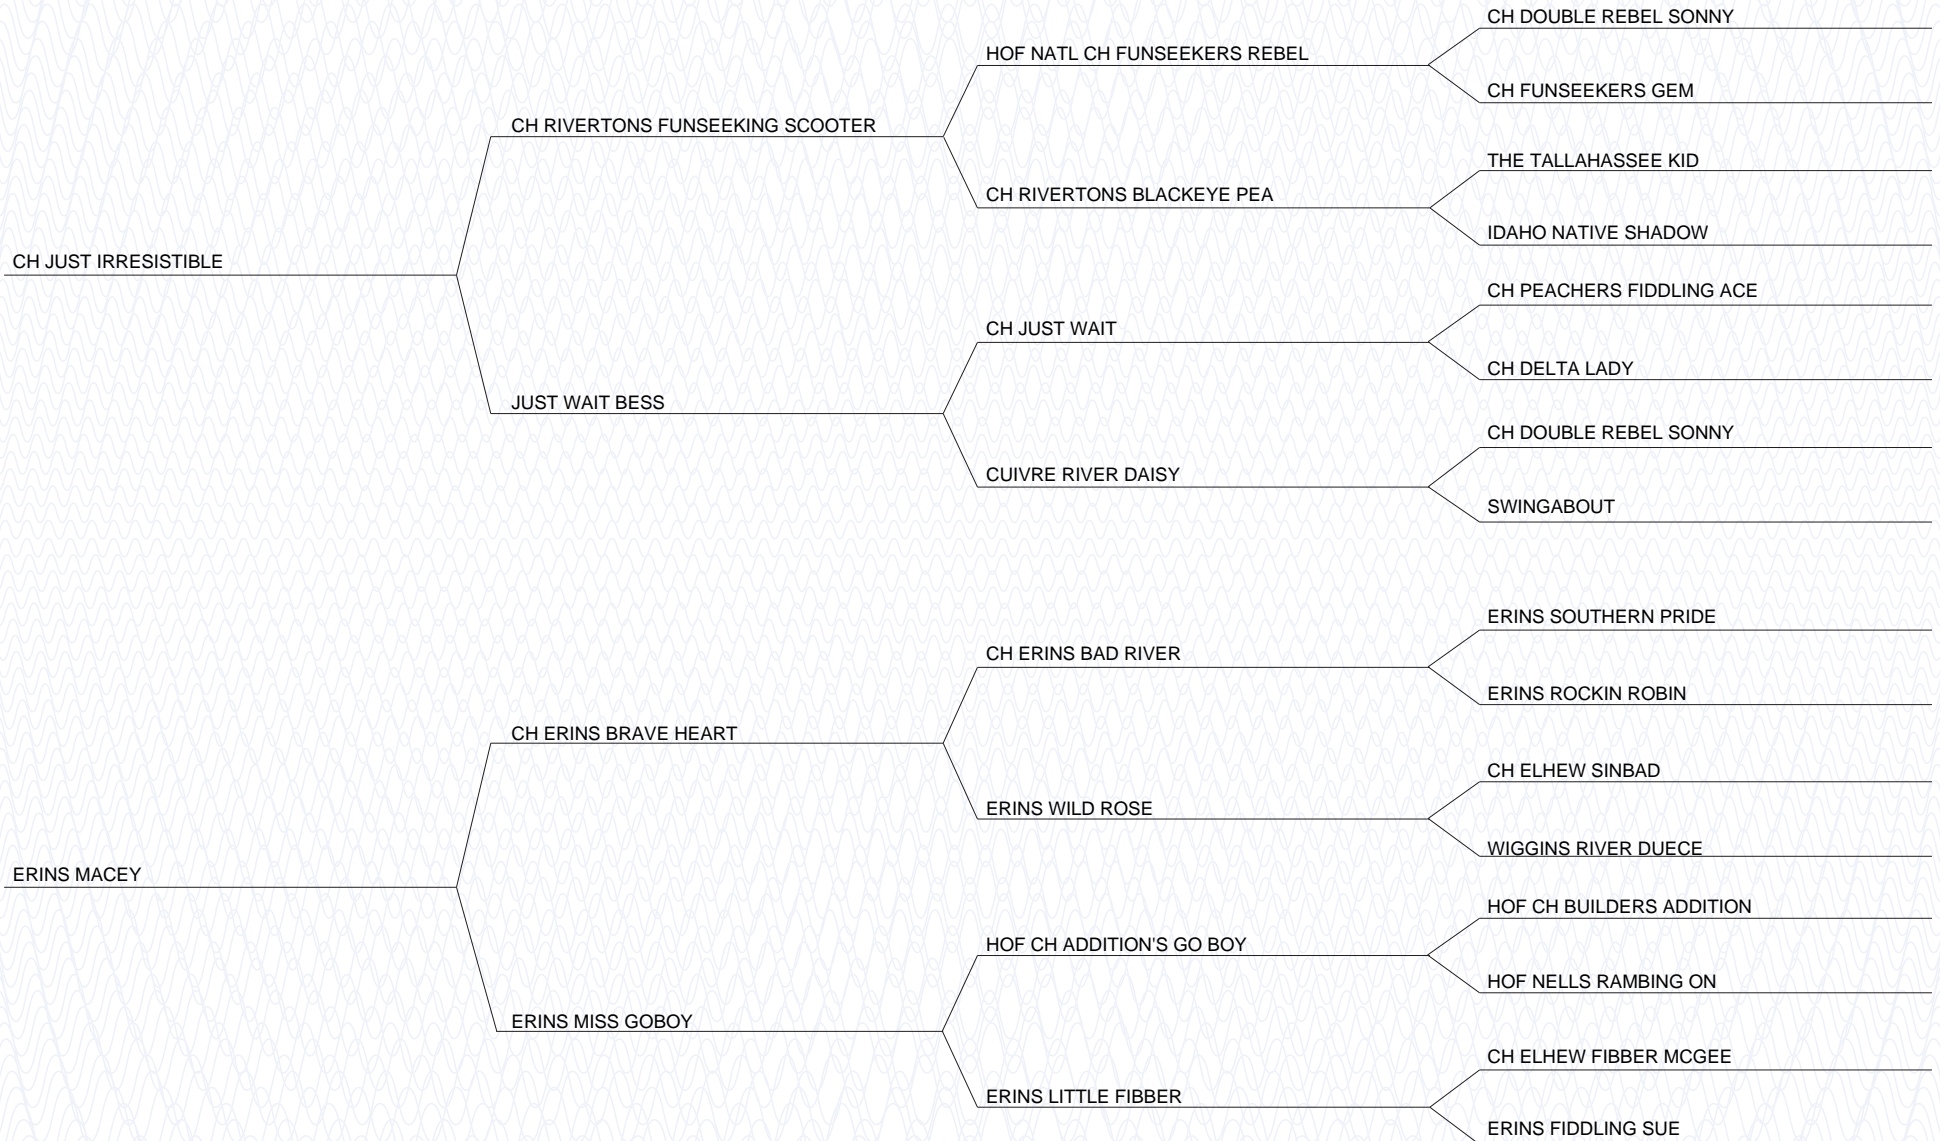 CH DOUBLE REBEL SONNY
HOF NATL CH FUNSEEKERS REBEL
CH FUNSEEKERS GEM
CH RIVERTONS FUNSEEKING SCOOTER
THE TALLAHASSEE KID
CH RIVERTONS BLACKEYE PEA
IDAHO NATIVE SHADOW
CH JUST IRRESISTIBLE
CH PEACHERS FIDDLING ACE
CH JUST WAIT
CH DELTA LADY
JUST WAIT BESS
CH DOUBLE REBEL SONNY
CUIVRE RIVER DAISY
SWINGABOUT
ERINS SOUTHERN PRIDE
CH ERINS BAD RIVER
ERINS ROCKIN ROBIN
CH ERINS BRAVE HEART
CH ELHEW SINBAD
ERINS WILD ROSE
WIGGINS RIVER DUECE
ERINS MACEY
HOF CH BUILDERS ADDITION
HOF CH ADDITION'S GO BOY
HOF NELLS RAMBING ON
ERINS MISS GOBOY
CH ELHEW FIBBER MCGEE
ERINS LITTLE FIBBER
ERINS FIDDLING SUE